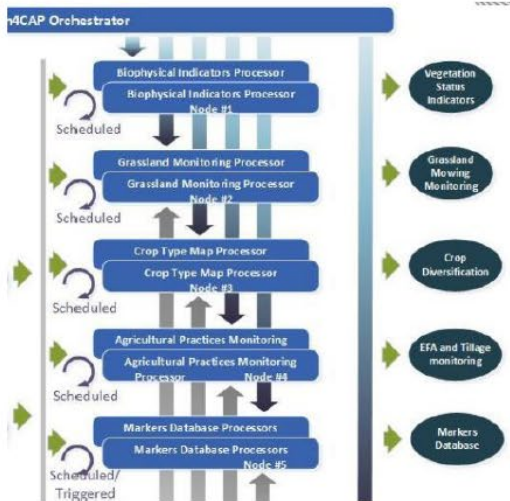 n4CAP Orchestrator
Biophysical Indicators Processor
Biophysical Indicators Processor
Node #1
Scheduled
Vegetation
Status
Indicators
Grassland Monitoring Processor
Grassland Monitoring Processor
Node #2
Scheduled
Grassland
Mowing
Monitoring
Crop Type Map Processor
Crop Type Map Processor
Node #3
Scheduled
Crop
Diversification
Agricultural Practices Monitoring
Agricultural Practices Monitoring
Processor Node #4
Scheduled
EFA and Tillage
monitoring
Markers Database Processors
Markers Database Processors
Node #5
Scheduled/
Triggered
Markers
Database